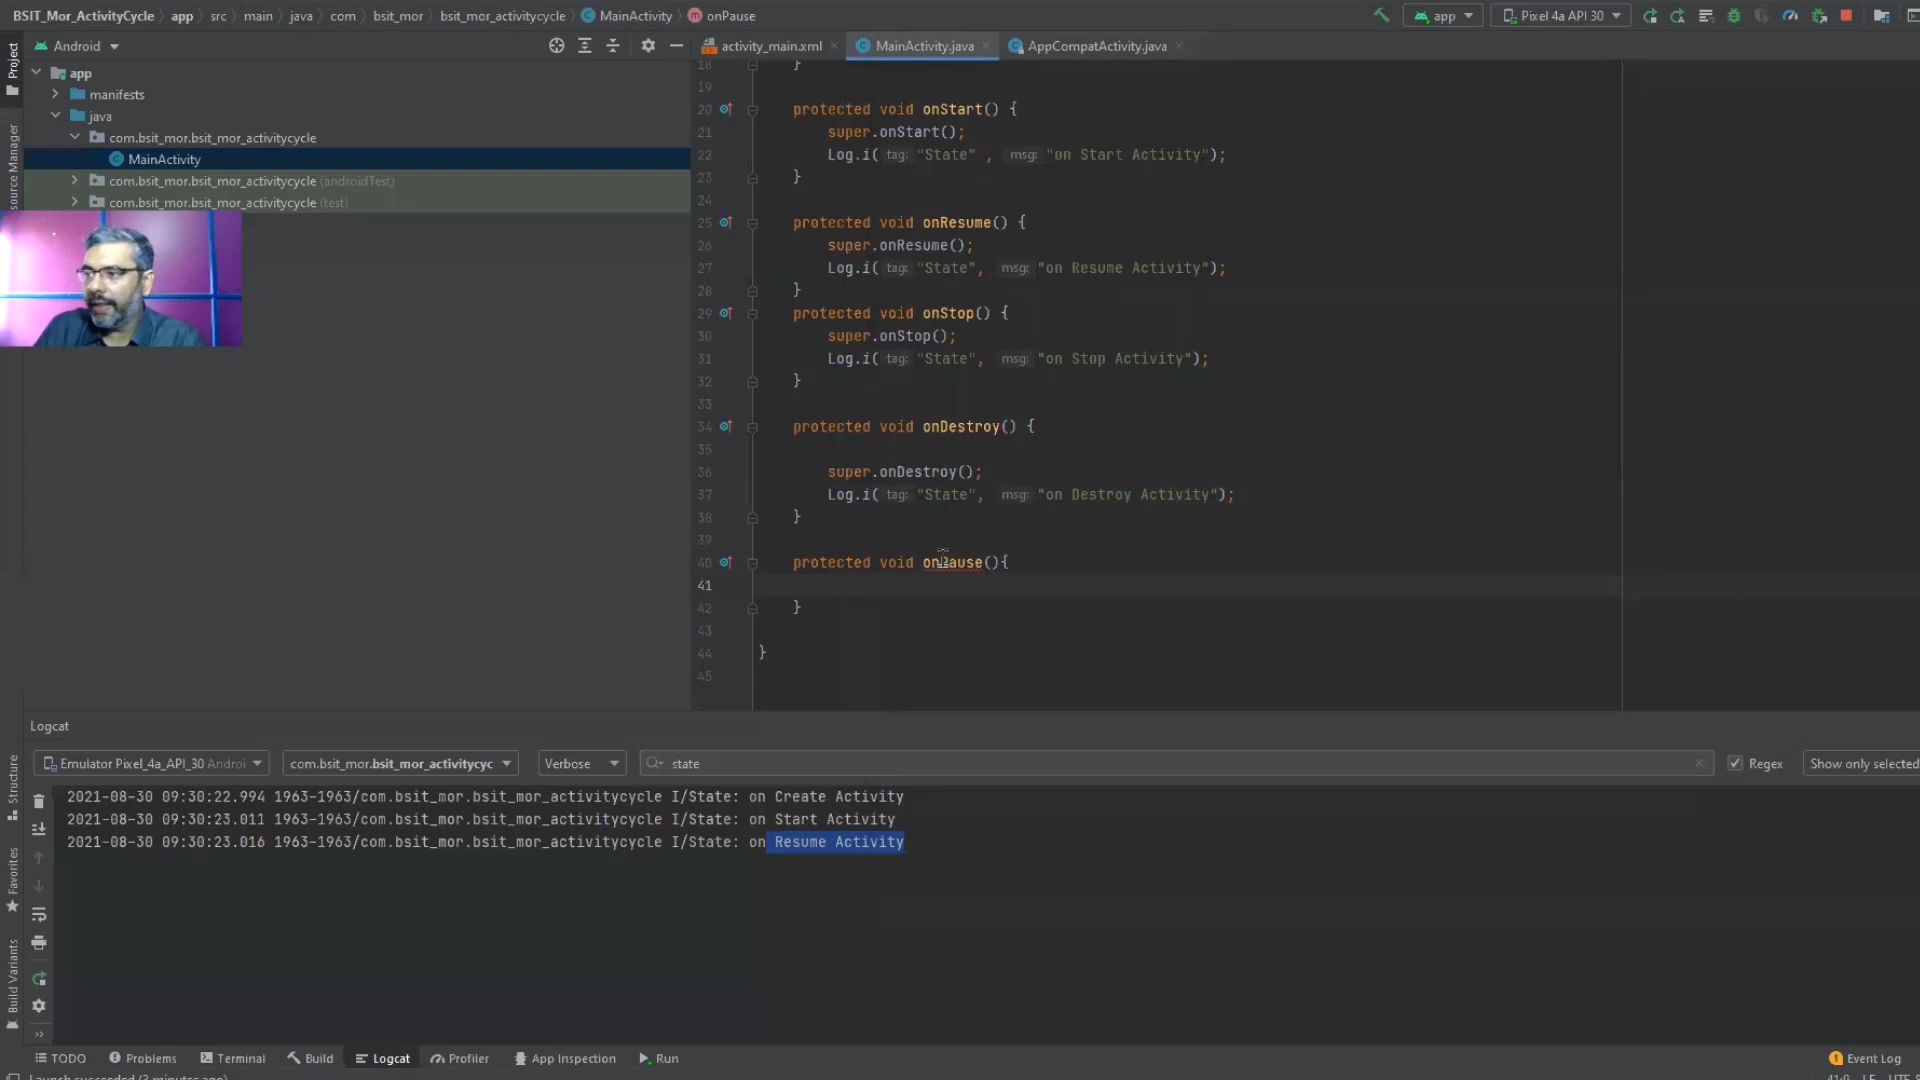 BSIT_Mor_ActivityCycle app src main java com bsit_mor bsit_mor_activitycycle MainActivity onPause
app Pixel 4a API 30
Project Android
activity_main.xml MainActivity.java AppCompatActivity.java
app
manifests
java
com.bsit_mor.bsit_mor_activitycycle
MainActivity
com.bsit_mor.bsit_mor_activitycycle (androidTest)
com.bsit_mor.bsit_mor_activitycycle (test)
18 }
19
20 protected void onStart() {
21 super.onStart();
22 Log.i( tag: "State" , msg: "on Start Activity");
23 }
24
25 protected void onResume() {
26 super.onResume();
27 Log.i( tag: "State", msg: "on Resume Activity");
28 }
29 protected void onStop() {
30 super.onStop();
31 Log.i( tag: "State", msg: "on Stop Activity");
32 }
33
34 protected void onDestroy() {
35
36 super.onDestroy();
37 Log.i( tag: "State", msg: "on Destroy Activity");
38 }
39
40 protected void onPause(){
41
42 }
43
44 }
45
Logcat
Emulator Pixel_4a_API_30 Androi com.bsit_mor.bsit_mor_activitycyc Verbose state Regex Show only selected
2021-08-30 09:30:22.994 1963-1963/com.bsit_mor.bsit_mor_activitycycle I/State: on Create Activity
2021-08-30 09:30:23.011 1963-1963/com.bsit_mor.bsit_mor_activitycycle I/State: on Start Activity
2021-08-30 09:30:23.016 1963-1963/com.bsit_mor.bsit_mor_activitycycle I/State: on Resume Activity
Structure
Favorites
Build Variants
TODO Problems Terminal Build Logcat Profiler App Inspection Run Event Log
Launch succeeded (3 minutes ago)